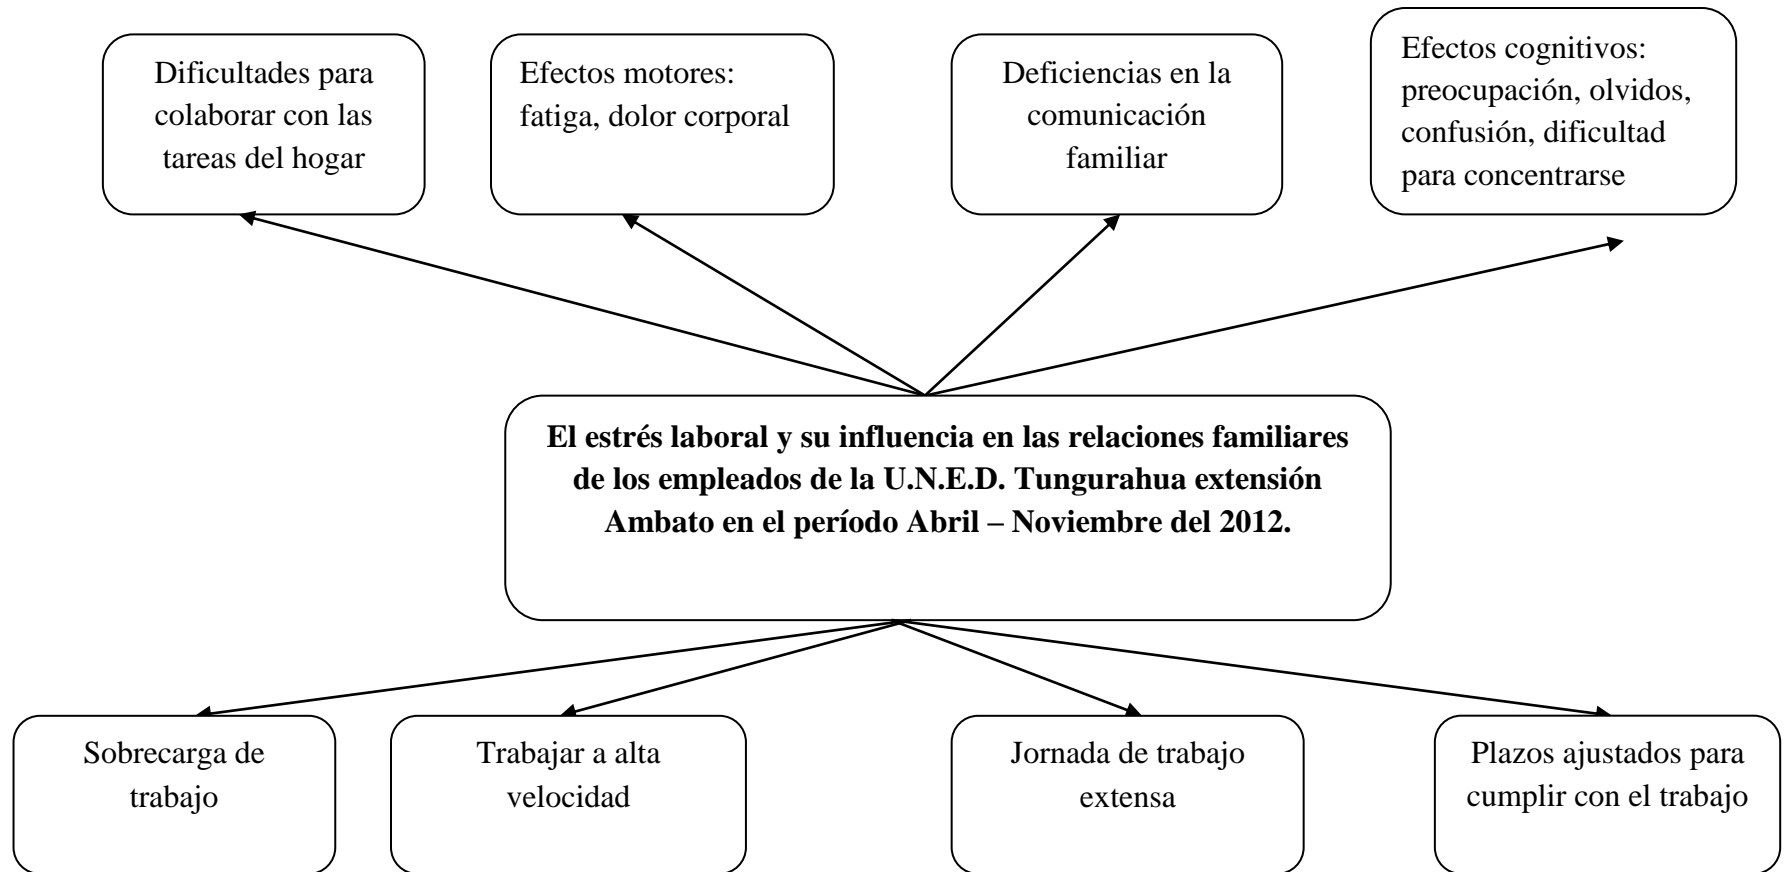 Dificultades para
colaborar con las
tareas del hogar
Efectos motores:
fatiga, dolor corporal
Deficiencias en la
comunicación
familiar
Efectos cognitivos:
preocupación, olvidos,
confusión, dificultad
para concentrarse
El estrés laboral y su influencia en las relaciones familiares
de los empleados de la U.N.E.D. Tungurahua extensión
Ambato en el período Abril – Noviembre del 2012.
Sobrecarga de
trabajo
Trabajar a alta
velocidad
Jornada de trabajo
extensa
Plazos ajustados para
cumplir con el trabajo